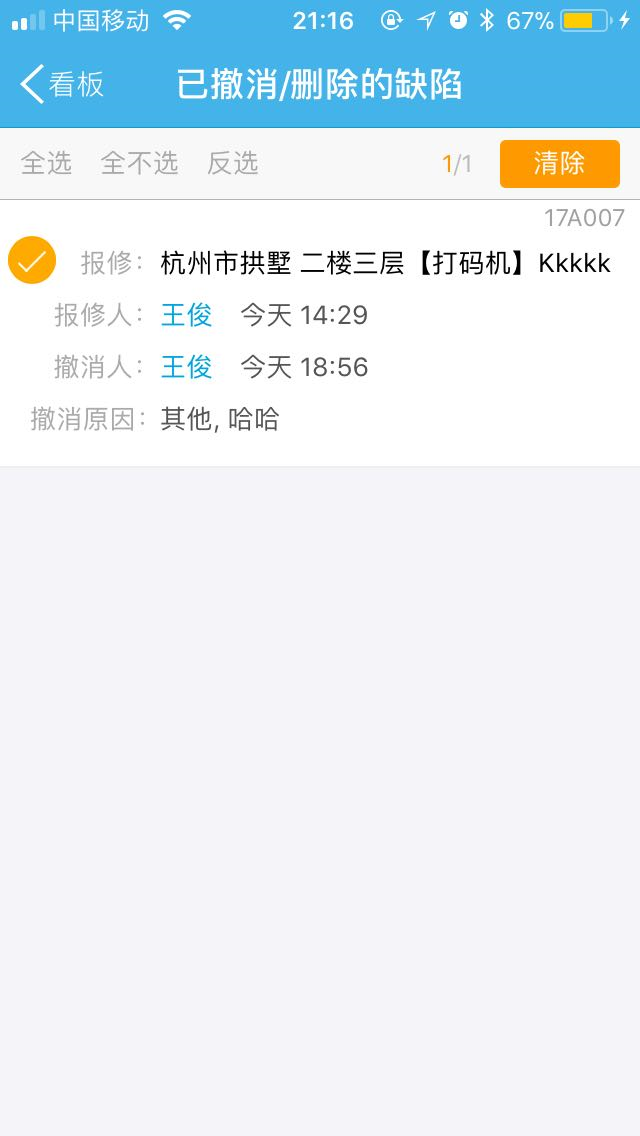 中国移动 21:16 67%
看板 已撤消/删除的缺陷
全选 全不选 反选 1/1 清除
17A007
报修: 杭州市拱墅 二楼三层【打码机】Kkkkk
报修人: 王俊 今天 14:29
撤消人: 王俊 今天 18:56
撤消原因: 其他, 哈哈